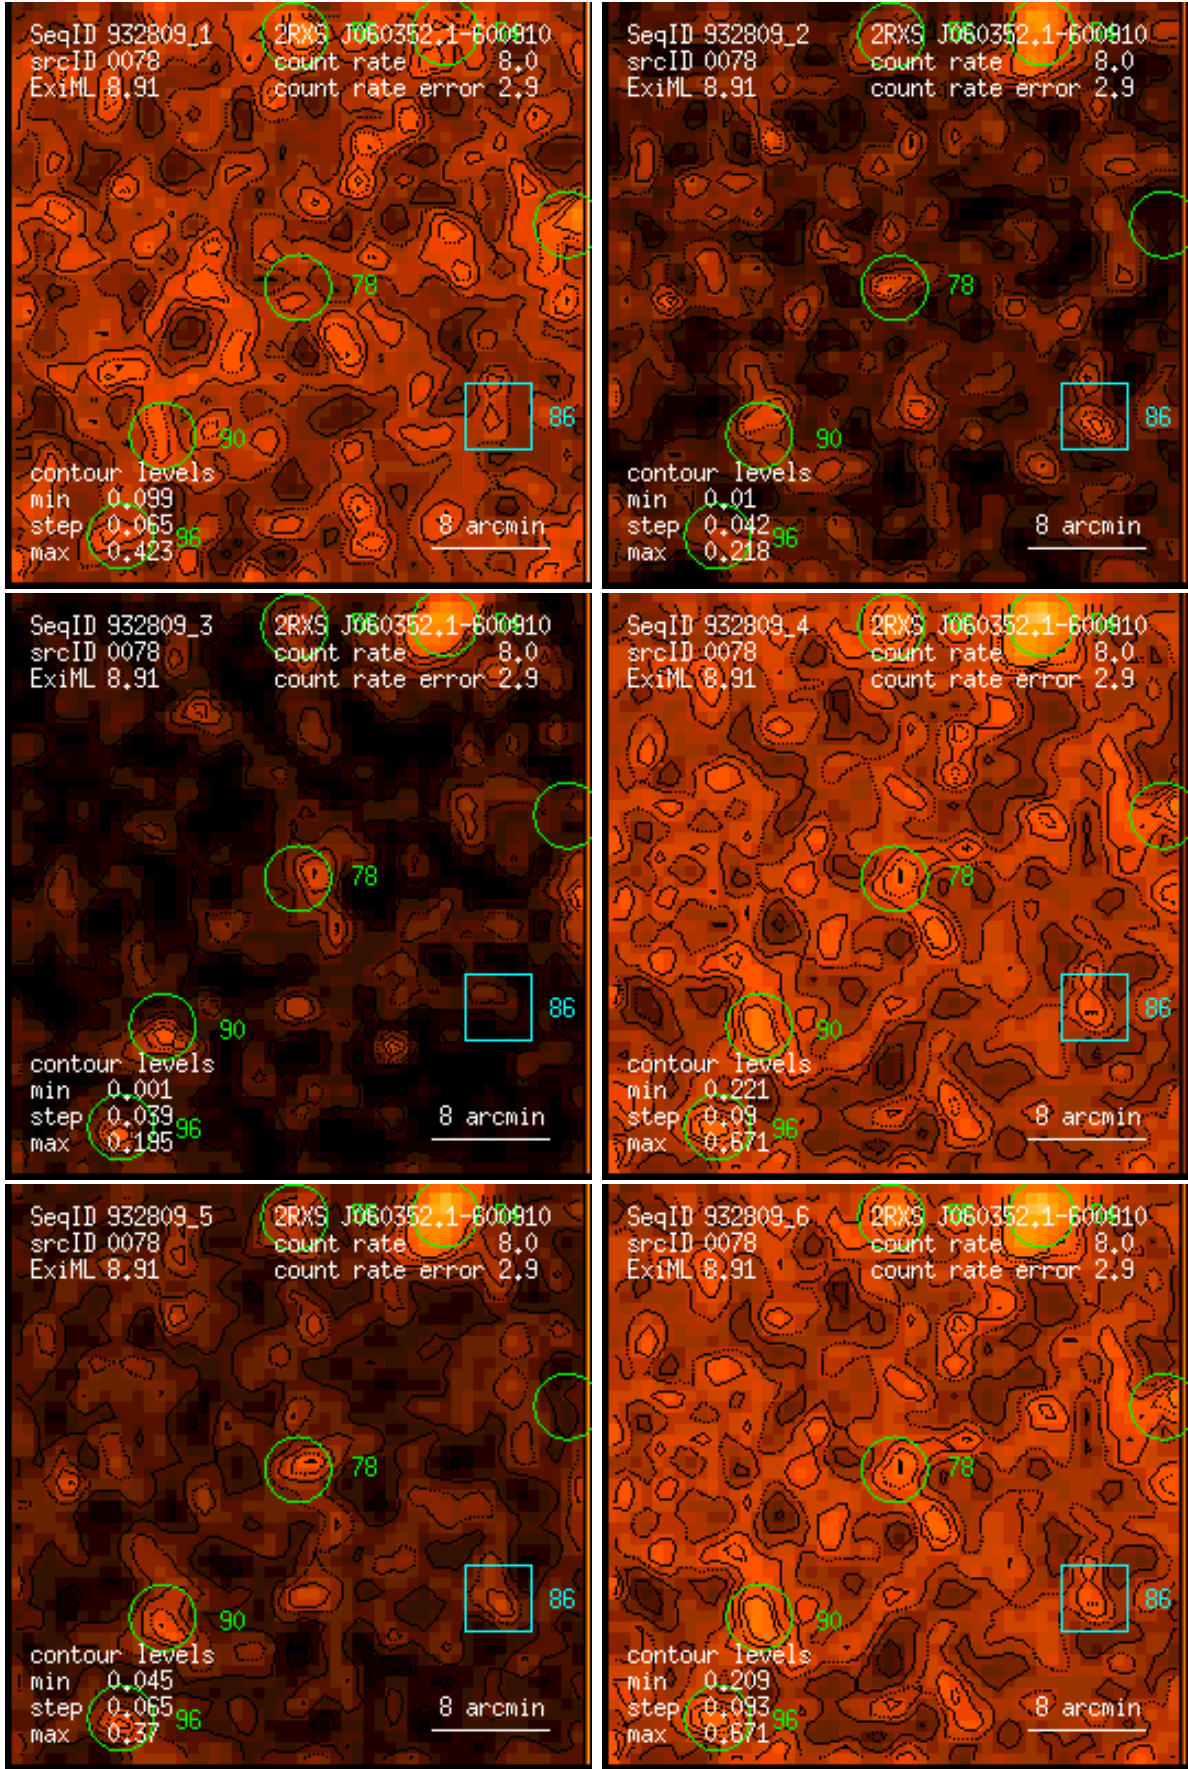 SeqID 932809_1 2RXS J060352.1-600910
srcID 0078 count rate 8.0
ExiML 8.91 count rate error 2.9
78
86
90
contour levels
min 0.099
step 0.065 96 8 arcmin
max 0.423
SeqID 932809_2 2RXS J060352.1-600910
srcID 0078 count rate 8.0
ExiML 8.91 count rate error 2.9
78
86
90
contour levels
min 0.01
step 0.042 96 8 arcmin
max 0.218
SeqID 932809_3 2RXS J060352.1-600910
srcID 0078 count rate 8.0
ExiML 8.91 count rate error 2.9
78
86
90
contour levels
min 0.001
step 0.039 96 8 arcmin
max 0.195
SeqID 932809_4 2RXS J060352.1-600910
srcID 0078 count rate 8.0
ExiML 8.91 count rate error 2.9
78
86
90
contour levels
min 0.221
step 0.09 96 8 arcmin
max 0.671
SeqID 932809_5 2RXS J060352.1-600910
srcID 0078 count rate 8.0
ExiML 8.91 count rate error 2.9
78
86
90
contour levels
min 0.045
step 0.065 96 8 arcmin
max 0.37
SeqID 932809_6 2RXS J060352.1-600910
srcID 0078 count rate 8.0
ExiML 8.91 count rate error 2.9
78
86
90
contour levels
min 0.209
step 0.093 96 8 arcmin
max 0.671